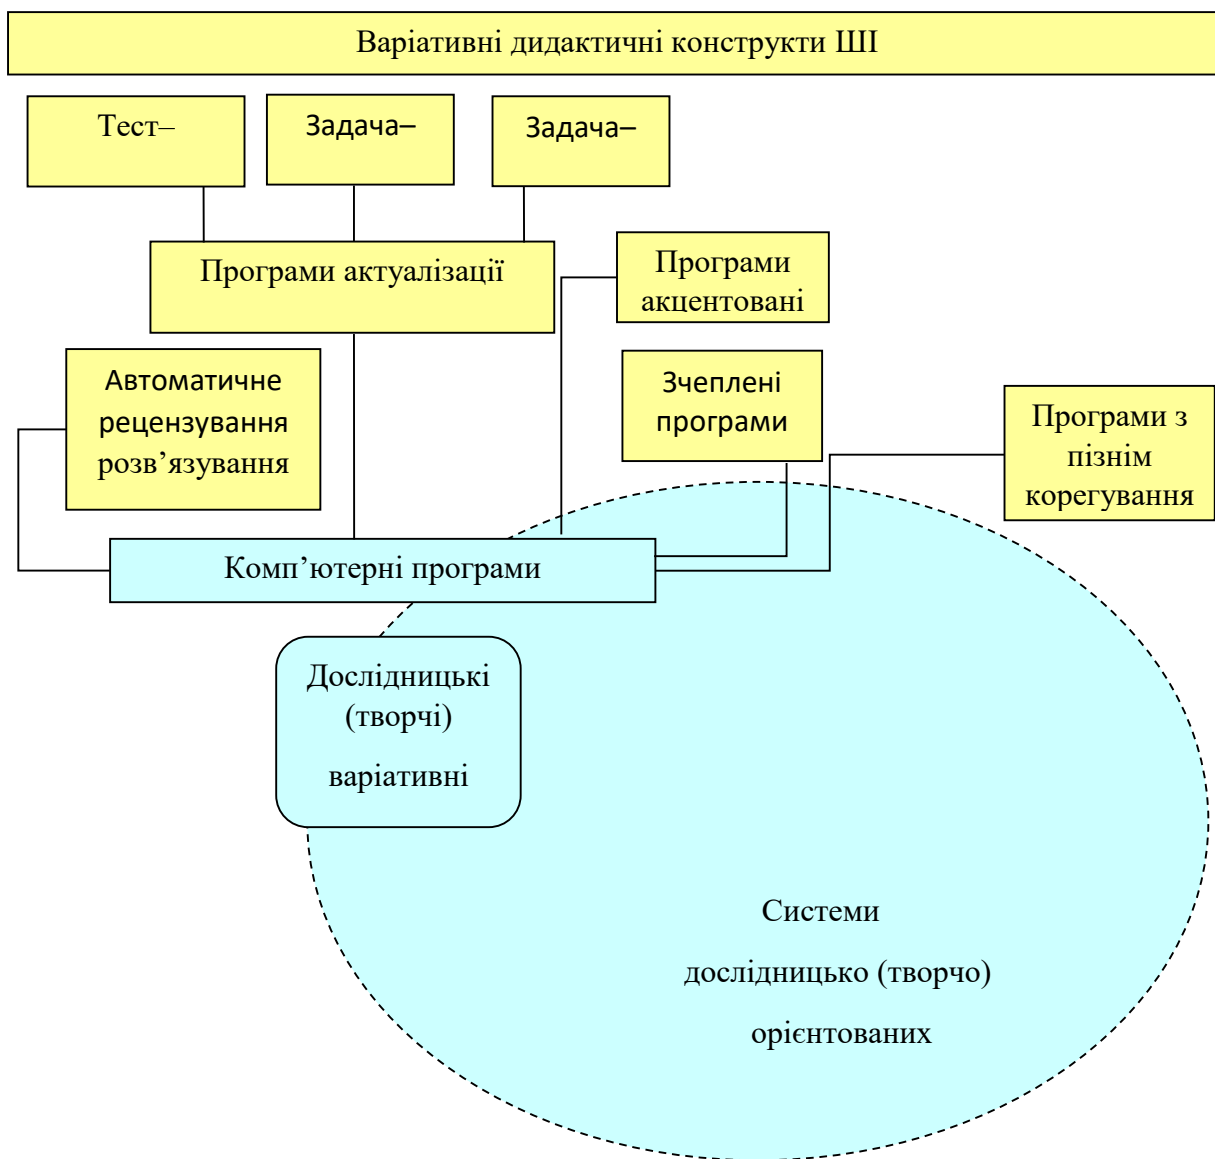 Варіативні дидактичні конструкти ШІ
Тест–
Задача–
Задача–
Програми актуалізації
Програми
акцентовані
Автоматичне
рецензування
розв’язування
Зчеплені
програми
Програми з
пізнім
корегування
Комп’ютерні програми
Дослідницькі
(творчі)
варіативні
Системи
дослідницько (творчо)
орієнтованих